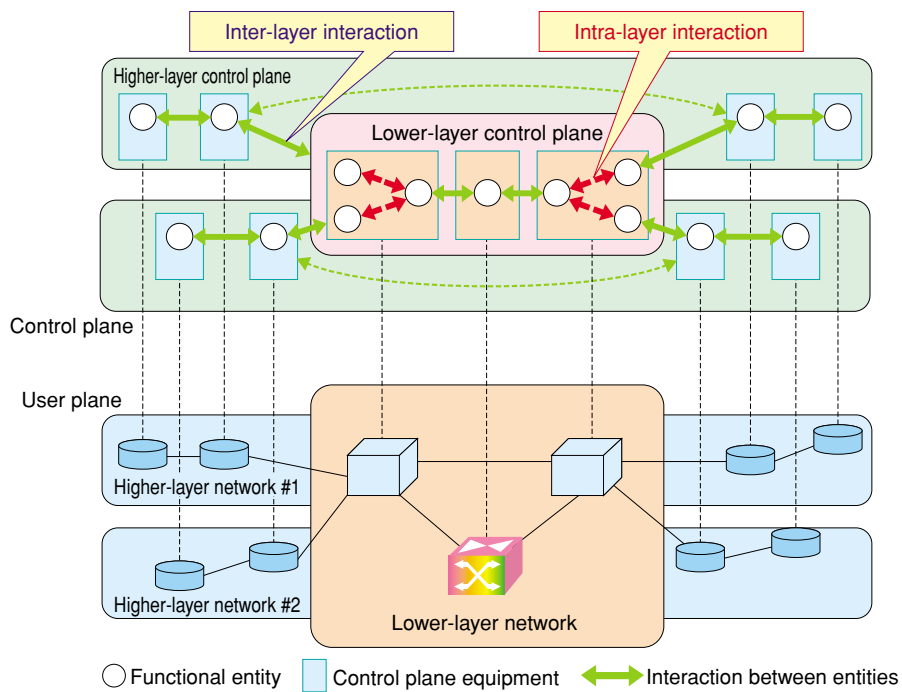 Inter-layer interaction
Intra-layer interaction
Higher-layer control plane
Lower-layer control plane
Control plane
User plane
Higher-layer network #1
Higher-layer network #2
Lower-layer network
Functional entity
Control plane equipment
Interaction between entities